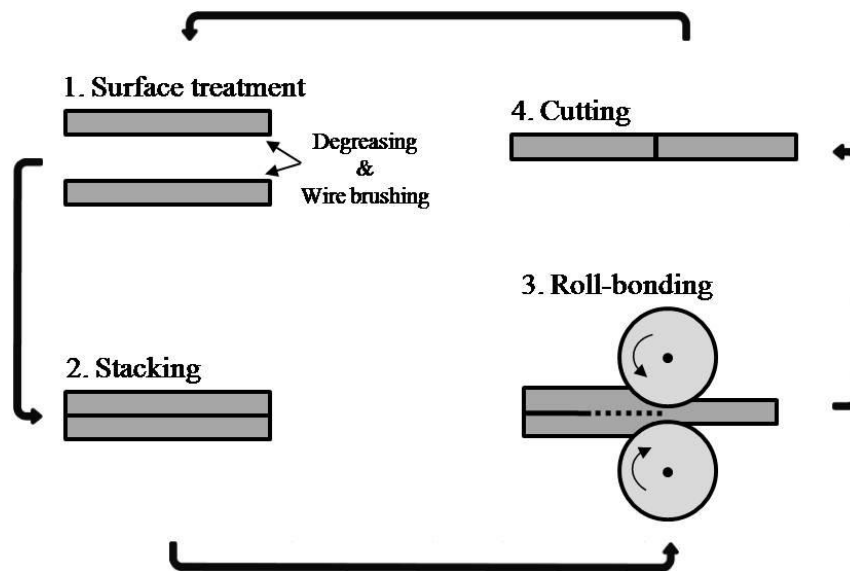 1. Surface treatment
Degreasing
&
Wire brushing
2. Stacking
3. Roll-bonding
4. Cutting